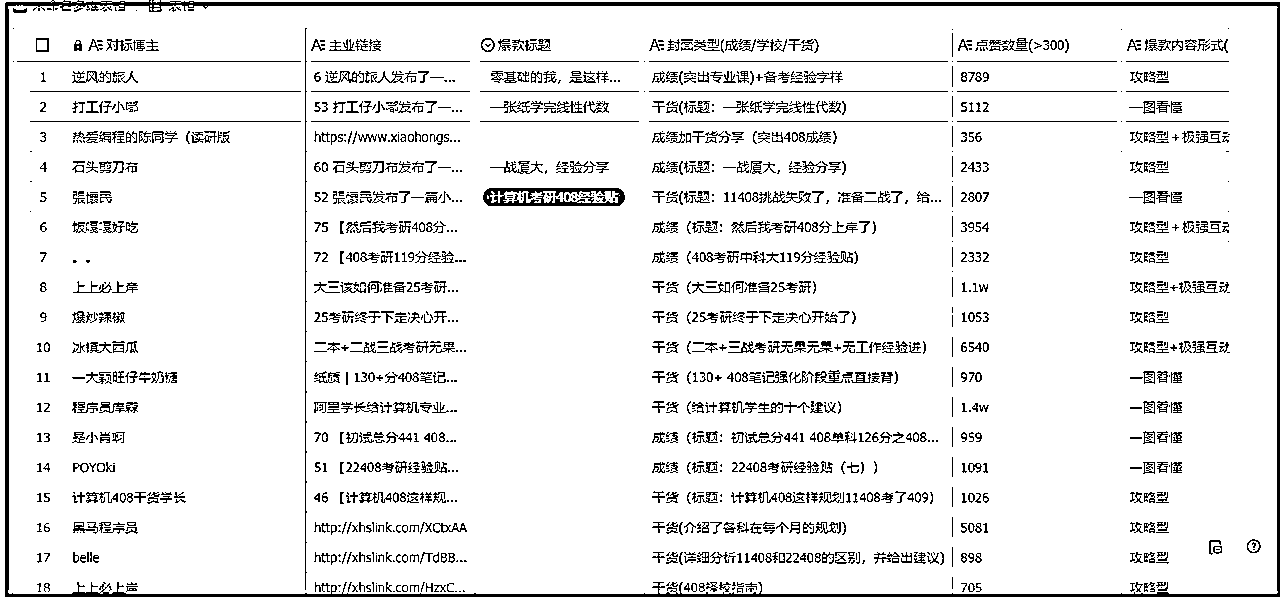 未命名多维表格 表格
对标博主 主业链接 爆款标题 封面类型(成绩/学校/干货) 点赞数量(>300) 爆款内容形式(
1 逆风的旅人 6 逆风的旅人发布了一... 零基础的我，是这样... 成绩(突出专业课)+备考经验字样 8789 攻略型
2 打工仔小嘟 53 打工仔小嘟发布了一... 一张纸学完线性代数 干货(标题：一张纸学完线性代数) 5112 一图看懂
3 热爱编程的陈同学（读研版 https://www.xiaohongs... 成绩加干货分享（突出408成绩） 356 攻略型＋极强互动
4 石头剪刀布 60 石头剪刀布发布了一... 一战厦大，经验分享 成绩(标题：一战厦大，经验分享) 2433 攻略型
5 張懷民 52 張懷民发布了一篇小... 计算机考研408经验贴 干货(标题：11408挑战失败了，准备二战了，给... 2807 一图看懂
6 饭嘎嘎好吃 75 【然后我考研408分... 成绩（标题：然后我考研408分上岸了） 3954 攻略型＋极强互动
7 . . 72 【408考研119分经验... 成绩（408考研中科大119分经验贴） 2332 攻略型
8 上上必上岸 大三该如何准备25考研... 干货（大三如何准备25考研） 1.1w 攻略型+极强互动
9 爆炒辣椒 25考研终于下定决心开... 干货（25考研终于下定决心开始了） 1053 攻略型
10 冰镇大西瓜 二本+二战三战考研无果... 干货（二本+三战考研无果无果+无工作经验进） 6540 攻略型+极强互动
11 一大颗旺仔牛奶糖 纸质 | 130+分408笔记... 干货（130+ 408笔记强化阶段重点直接背） 970 一图看懂
12 程序员库森 阿里学长给计算机专业... 干货（给计算机学生的十个建议） 1.4w 一图看懂
13 是小肖啊 70 【初试总分441 408... 成绩（标题：初试总分441 408单科126分之408... 959 一图看懂
14 POYOki 51 【22408考研经验贴... 成绩（标题：22408考研经验贴（七）） 1091 一图看懂
15 计算机408干货学长 46 【计算机408这样规... 干货（标题：计算机408这样规划11408考了409） 1026 攻略型
16 黑马程序员 http://xhslink.com/XCtxAA 干货(介绍了各科在每个月的规划) 5081 攻略型
17 belle http://xhslink.com/TdBB... 干货(详细分析11408和22408的区别，并给出建议) 898 攻略型
18 上上必上岸 http://xhslink.com/HzxC... 干货(408择校指南) 705 攻略型